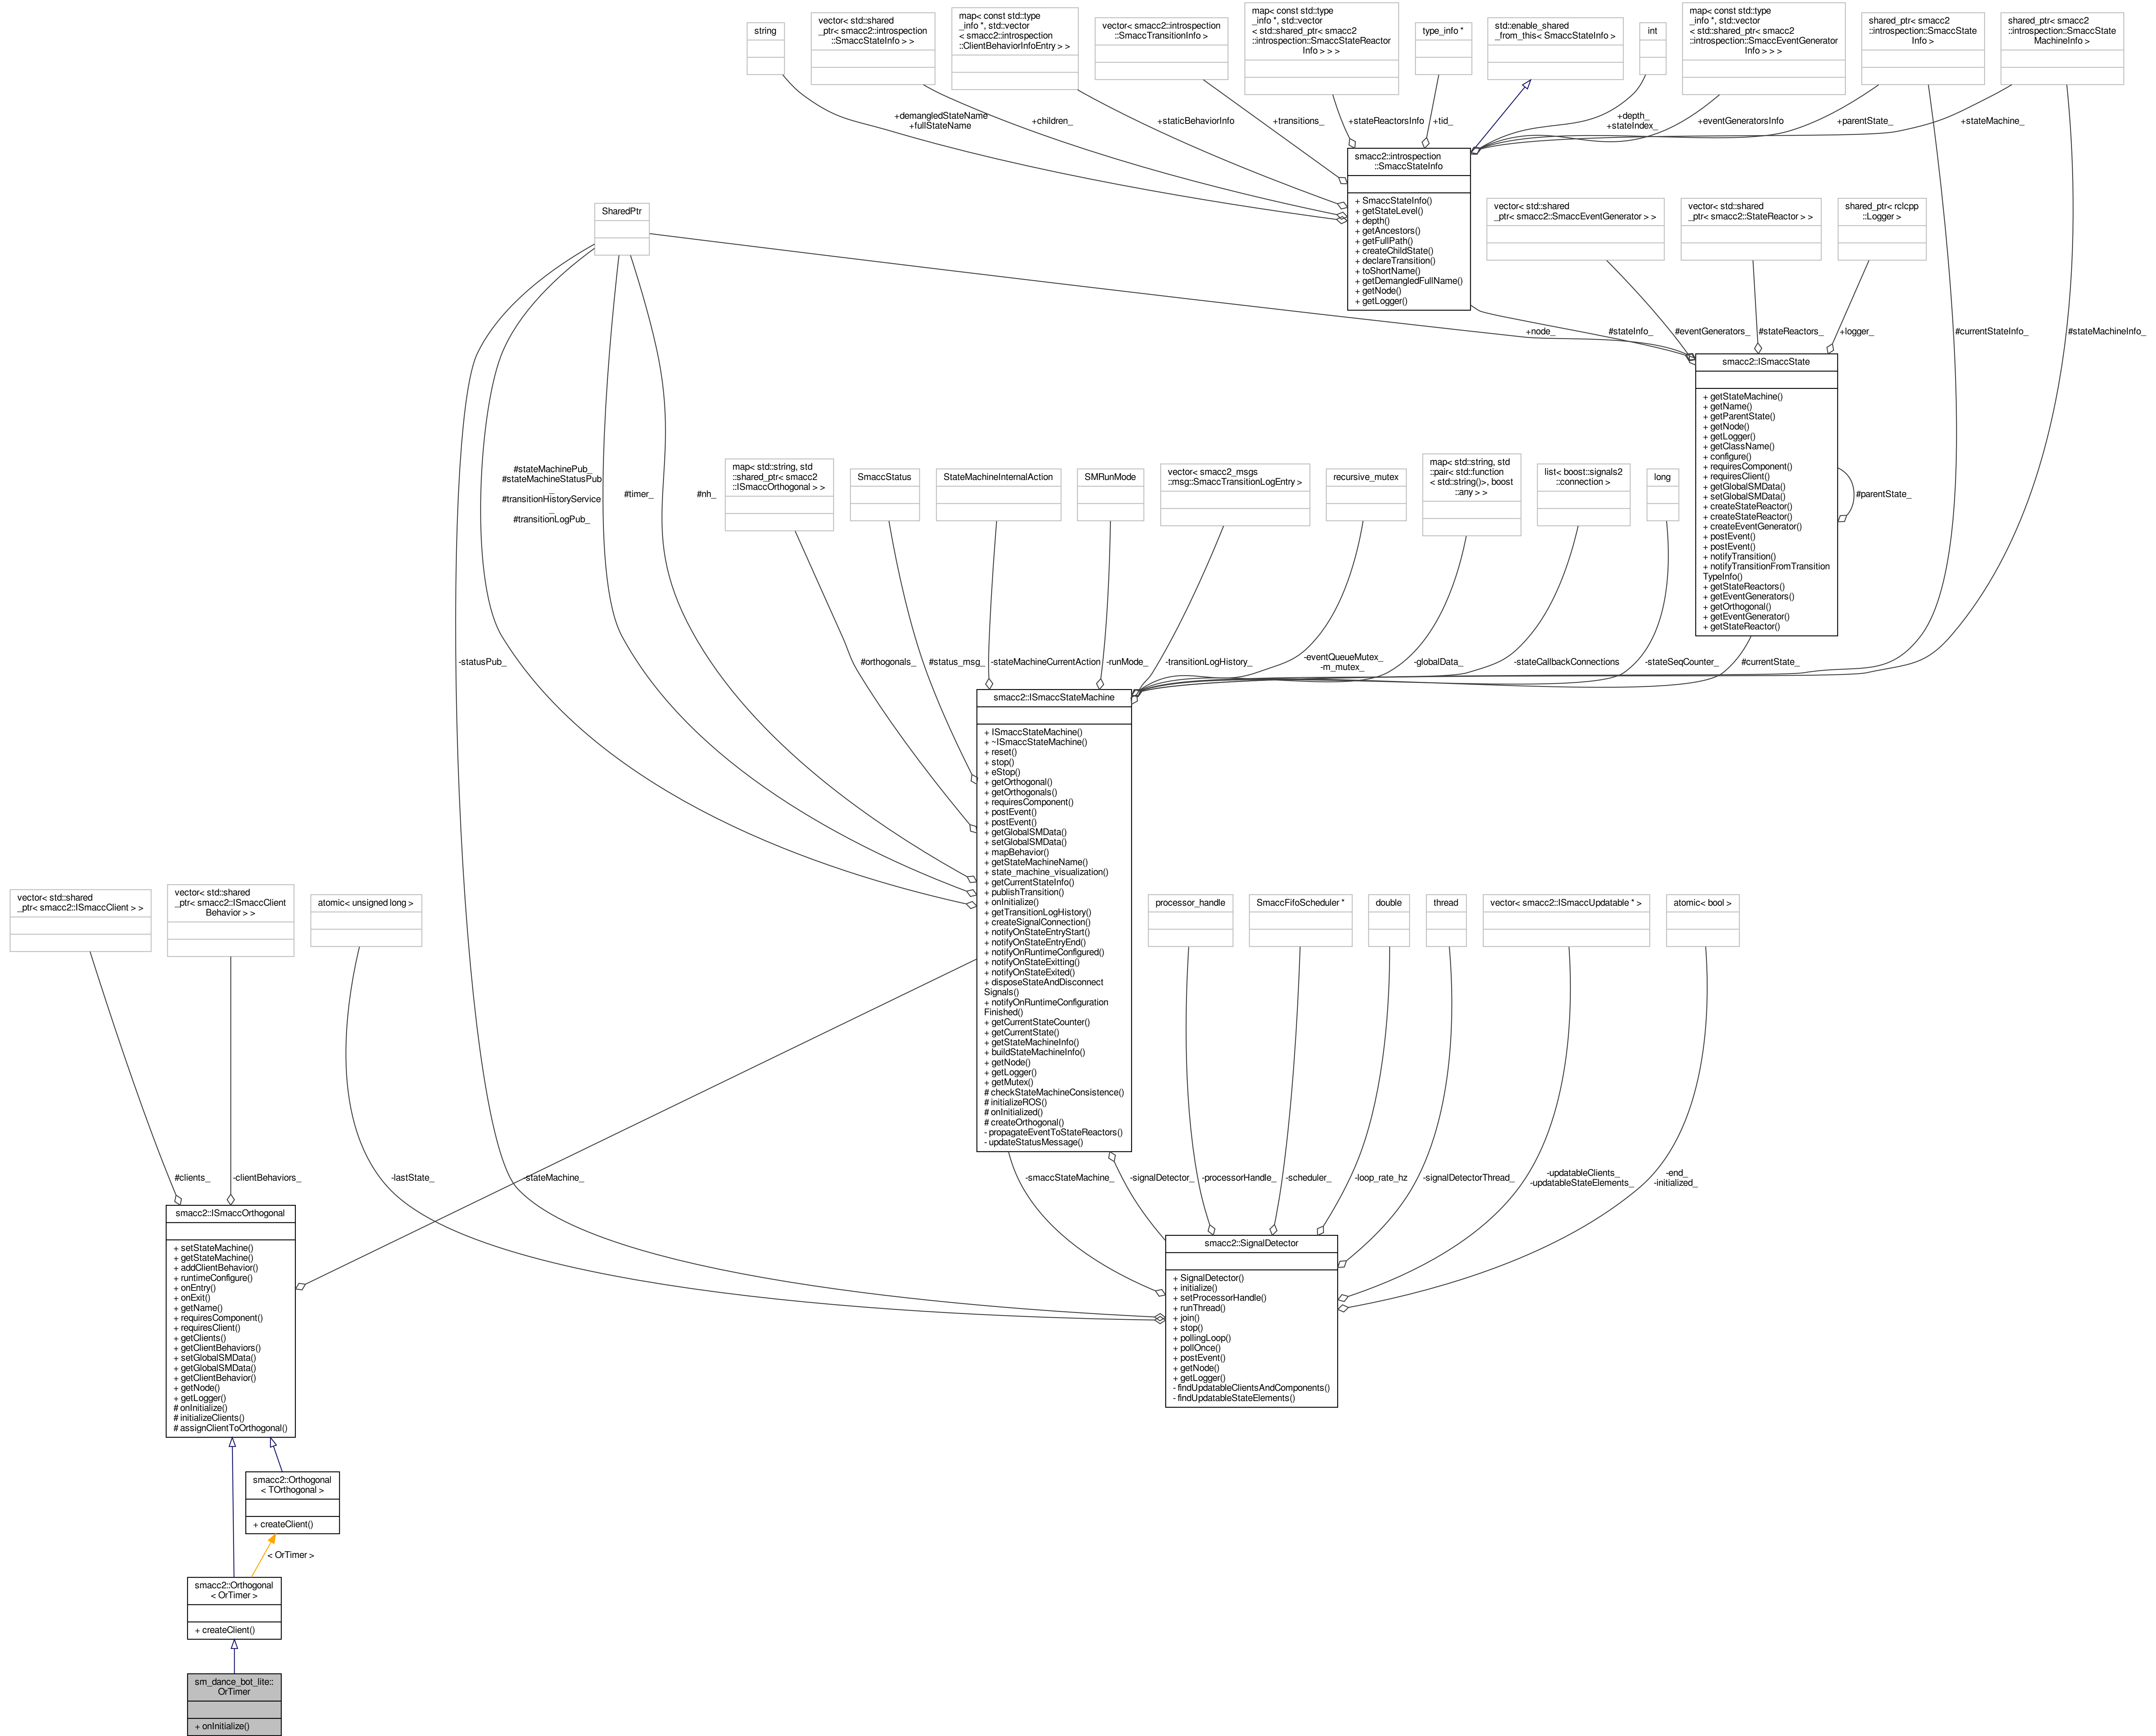 string
vector< std::shared
_ptr< smacc2::introspection
::SmaccStateInfo > >
map< const std::type
_info *, std::vector
< smacc2::introspection
::ClientBehaviorInfoEntry > >
vector< smacc2::introspection
::SmaccTransitionInfo >
map< const std::type
_info *, std::vector
< std::shared_ptr< smacc2
::introspection::SmaccStateReactor
Info > > >
type_info *
std::enable_shared
_from_this< SmaccStateInfo >
int
map< const std::type
_info *, std::vector
< std::shared_ptr< smacc2
::introspection::SmaccEventGenerator
Info > > >
shared_ptr< smacc2
::introspection::SmaccState
Info >
shared_ptr< smacc2
::introspection::SmaccState
MachineInfo >
+demangledStateName
+fullStateName
+children_
+staticBehaviorInfo
+transitions_
+stateReactorsInfo
+tid_
+depth_
+stateIndex_
+eventGeneratorsInfo
+parentState_
+stateMachine_
smacc2::introspection
::SmaccStateInfo
+ SmaccStateInfo()
+ getStateLevel()
+ depth()
+ getAncestors()
+ getFullPath()
+ createChildState()
+ declareTransition()
+ toShortName()
+ getDemangledFullName()
+ getNode()
+ getLogger()
SharedPtr
vector< std::shared
_ptr< smacc2::SmaccEventGenerator > >
vector< std::shared
_ptr< smacc2::StateReactor > >
shared_ptr< rclcpp
::Logger >
+node_
#stateInfo_
#eventGenerators_
#stateReactors_
+logger_
#currentStateInfo_
#stateMachineInfo_
smacc2::ISmaccState
+ getStateMachine()
+ getName()
+ getParentState()
+ getNode()
+ getLogger()
+ getClassName()
+ configure()
+ requiresComponent()
+ requiresClient()
+ getGlobalSMData()
+ setGlobalSMData()
+ createStateReactor()
+ createStateReactor()
+ createEventGenerator()
+ postEvent()
+ postEvent()
+ notifyTransition()
+ notifyTransitionFromTransition
TypeInfo()
+ getStateReactors()
+ getEventGenerators()
+ getOrthogonal()
+ getEventGenerator()
+ getStateReactor()
#parentState_
#stateMachinePub_
#stateMachineStatusPub
_
#transitionHistoryService
_
#transitionLogPub_
#timer_
#nh_
map< std::string, std
::shared_ptr< smacc2
::ISmaccOrthogonal > >
SmaccStatus
StateMachineInternalAction
SMRunMode
vector< smacc2_msgs
::msg::SmaccTransitionLogEntry >
recursive_mutex
map< std::string, std
::pair< std::function
< std::string()>, boost
::any > >
list< boost::signals2
::connection >
long
-statusPub_
#orthogonals_
#status_msg_
-stateMachineCurrentAction
-runMode_
-transitionLogHistory_
-eventQueueMutex_
-m_mutex_
-globalData_
-stateCallbackConnections
-stateSeqCounter_
#currentState_
smacc2::ISmaccStateMachine
+ ISmaccStateMachine()
+ ~ISmaccStateMachine()
+ reset()
+ stop()
+ eStop()
+ getOrthogonal()
+ getOrthogonals()
+ requiresComponent()
+ postEvent()
+ postEvent()
+ getGlobalSMData()
+ setGlobalSMData()
+ mapBehavior()
+ getStateMachineName()
+ state_machine_visualization()
+ getCurrentStateInfo()
+ publishTransition()
+ onInitialize()
+ getTransitionLogHistory()
+ createSignalConnection()
+ notifyOnStateEntryStart()
+ notifyOnStateEntryEnd()
+ notifyOnRuntimeConfigured()
+ notifyOnStateExitting()
+ notifyOnStateExited()
+ disposeStateAndDisconnect
Signals()
+ notifyOnRuntimeConfiguration
Finished()
+ getCurrentStateCounter()
+ getCurrentState()
+ getStateMachineInfo()
+ buildStateMachineInfo()
+ getNode()
+ getLogger()
+ getMutex()
# checkStateMachineConsistence()
# initializeROS()
# onInitialized()
# createOrthogonal()
- propagateEventToStateReactors()
- updateStatusMessage()
vector< std::shared
_ptr< smacc2::ISmaccClient > >
vector< std::shared
_ptr< smacc2::ISmaccClient
Behavior > >
atomic< unsigned long >
processor_handle
SmaccFifoScheduler *
double
thread
vector< smacc2::ISmaccUpdatable * >
atomic< bool >
#clients_
-clientBehaviors_
-lastState_
-stateMachine_
-smaccStateMachine_
-signalDetector_
-processorHandle_
-scheduler_
-loop_rate_hz
-signalDetectorThread_
-updatableClients_
-updatableStateElements_
-end_
-initialized_
smacc2::ISmaccOrthogonal
+ setStateMachine()
+ getStateMachine()
+ addClientBehavior()
+ runtimeConfigure()
+ onEntry()
+ onExit()
+ getName()
+ requiresComponent()
+ requiresClient()
+ getClients()
+ getClientBehaviors()
+ setGlobalSMData()
+ getGlobalSMData()
+ getClientBehavior()
+ getNode()
+ getLogger()
# onInitialize()
# initializeClients()
# assignClientToOrthogonal()
smacc2::SignalDetector
+ SignalDetector()
+ initialize()
+ setProcessorHandle()
+ runThread()
+ join()
+ stop()
+ pollingLoop()
+ pollOnce()
+ postEvent()
+ getNode()
+ getLogger()
- findUpdatableClientsAndComponents()
- findUpdatableStateElements()
smacc2::Orthogonal
< TOrthogonal >
+ createClient()
< OrTimer >
smacc2::Orthogonal
< OrTimer >
+ createClient()
sm_dance_bot_lite::
OrTimer
+ onInitialize()